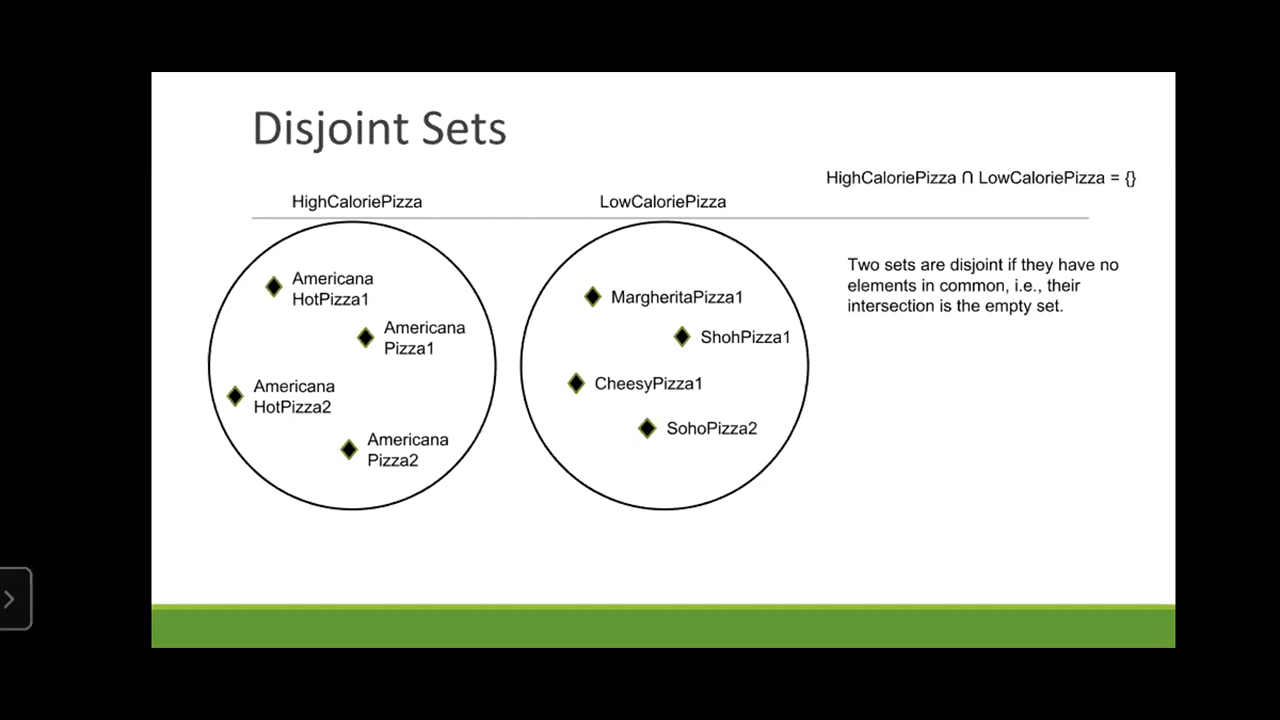 Disjoint Sets
HighCaloriePizza ∩ LowCaloriePizza = {}
HighCaloriePizza
LowCaloriePizza
Americana
HotPizza1
Americana
Pizza1
Americana
HotPizza2
Americana
Pizza2
MargheritaPizza1
ShohPizza1
CheesyPizza1
SohoPizza2
Two sets are disjoint if they have no
elements in common, i.e., their
intersection is the empty set.